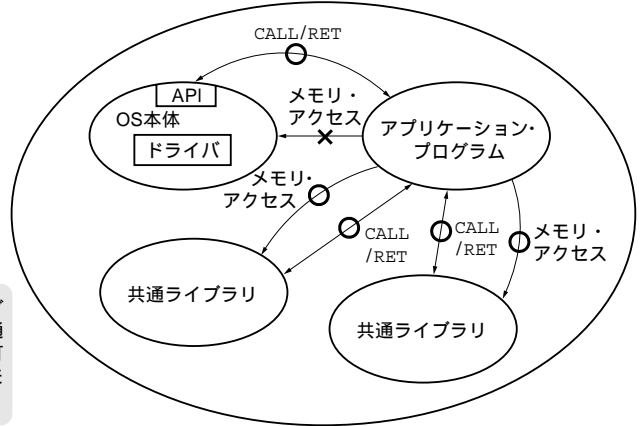 CALL/RET
API
OS本体
ドライバ
メモリ・
アクセス
アプリケーション・
プログラム
メモリ・
アクセス
CALL
/RET
CALL
/RET
メモリ・
アクセス
共通ライブラリ
共通ライブラリ